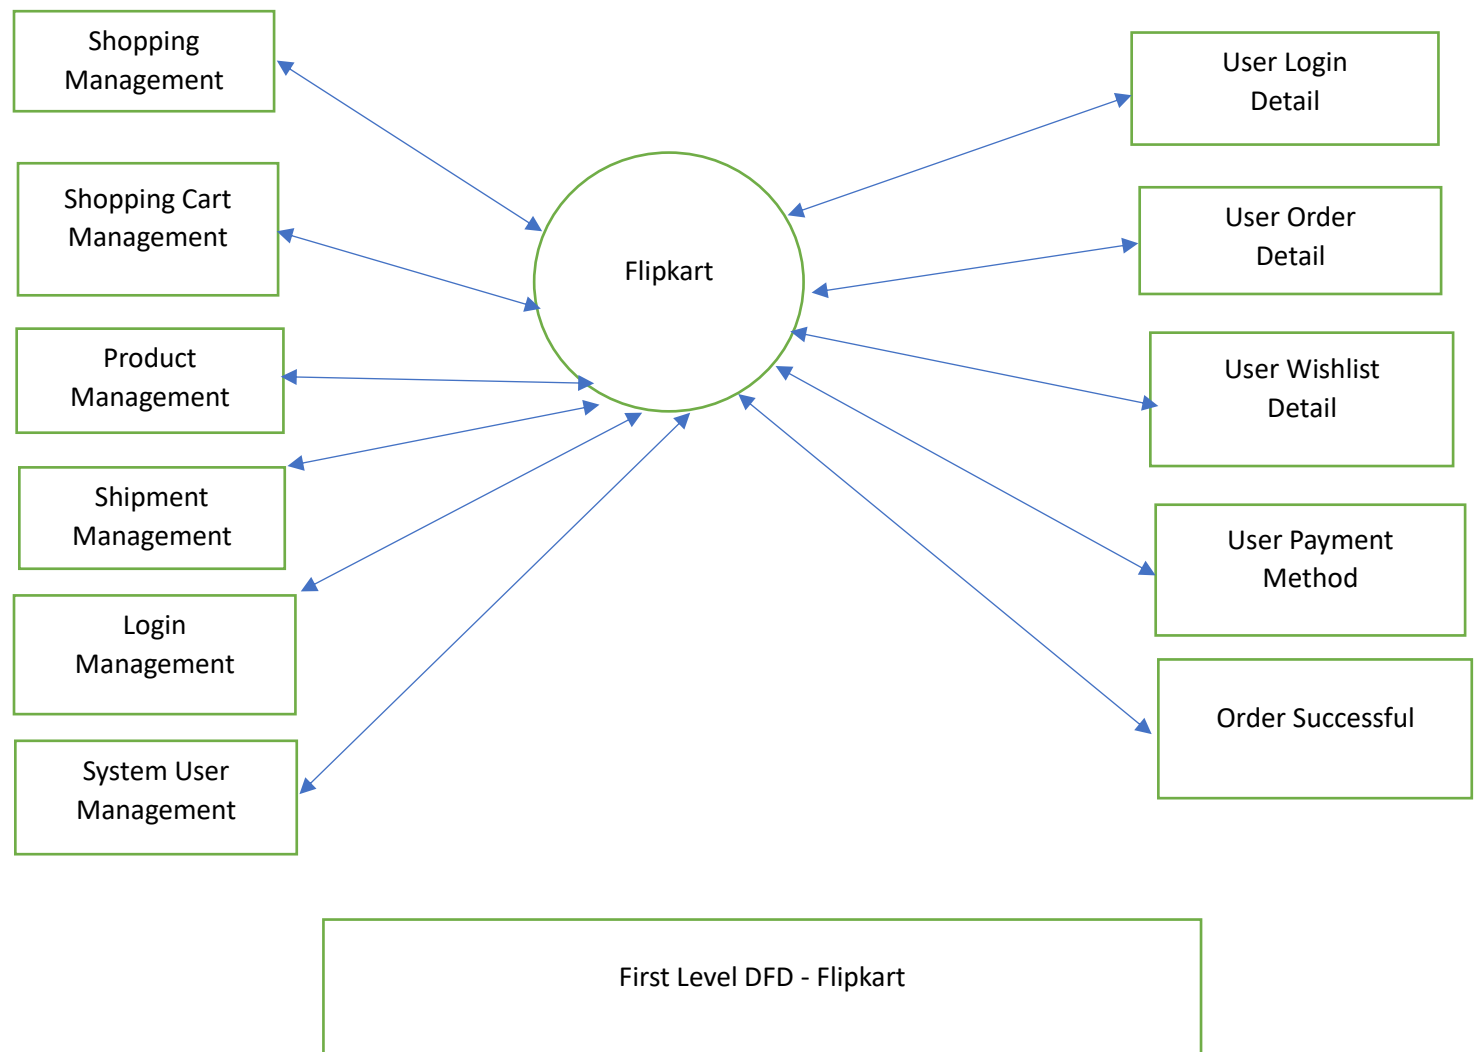 Shopping
Management
Shopping Cart
Management
Product
Management
Shipment
Management
Login
Management
System User
Management
Flipkart
User Login
Detail
User Order
Detail
User Wishlist
Detail
User Payment
Method
Order Successful
First Level DFD - Flipkart